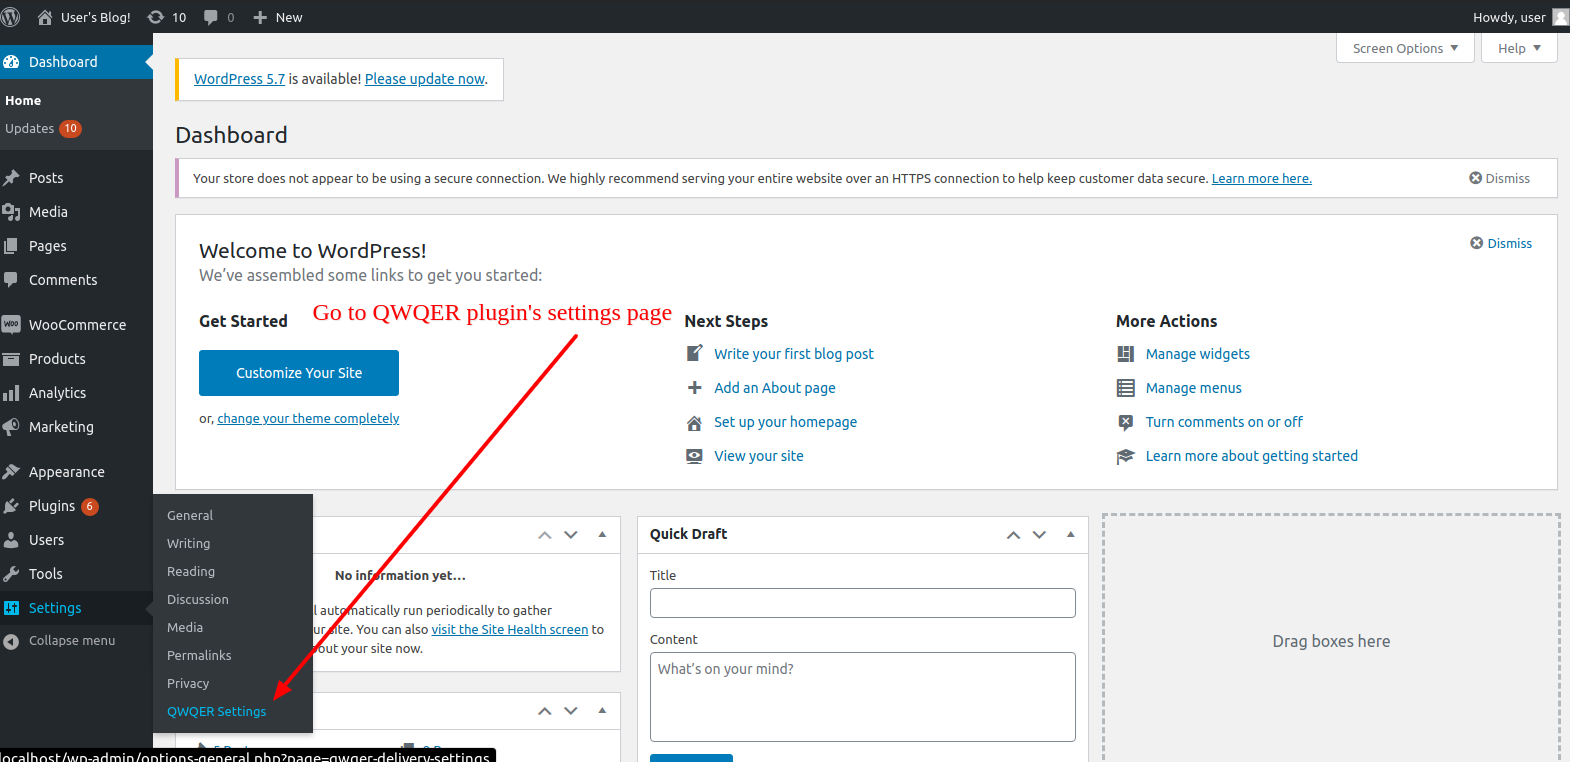 User's Blog!
10
0
New
Howdy, user
Dashboard
Home
Updates 10
Posts
Media
Pages
Comments
WooCommerce
Products
Analytics
Marketing
Appearance
Plugins 6
Users
Tools
Settings
Collapse menu
Screen Options
Help
WordPress 5.7 is available! Please update now.
Dashboard
Your store does not appear to be using a secure connection. We highly recommend serving your entire website over an HTTPS connection to help keep customer data secure. Learn more here.
Dismiss
Welcome to WordPress!
Dismiss
We've assembled some links to get you started:
Go to QWQER plugin's settings page
Get Started
Customize Your Site
or, change your theme completely
Next Steps
Write your first blog post
Add an About page
Set up your homepage
View your site
More Actions
Manage widgets
Manage menus
Turn comments on or off
Learn more about getting started
General
Writing
Reading
Discussion
Media
Permalinks
Privacy
QWQER Settings
No information yet…
automatically run periodically to gather
site. You can also visit the Site Health screen to
your site now.
Quick Draft
Title
Content
What's on your mind?
Drag boxes here
localhost/wp-admin/options-general.php?page=qwqer-delivery-settings